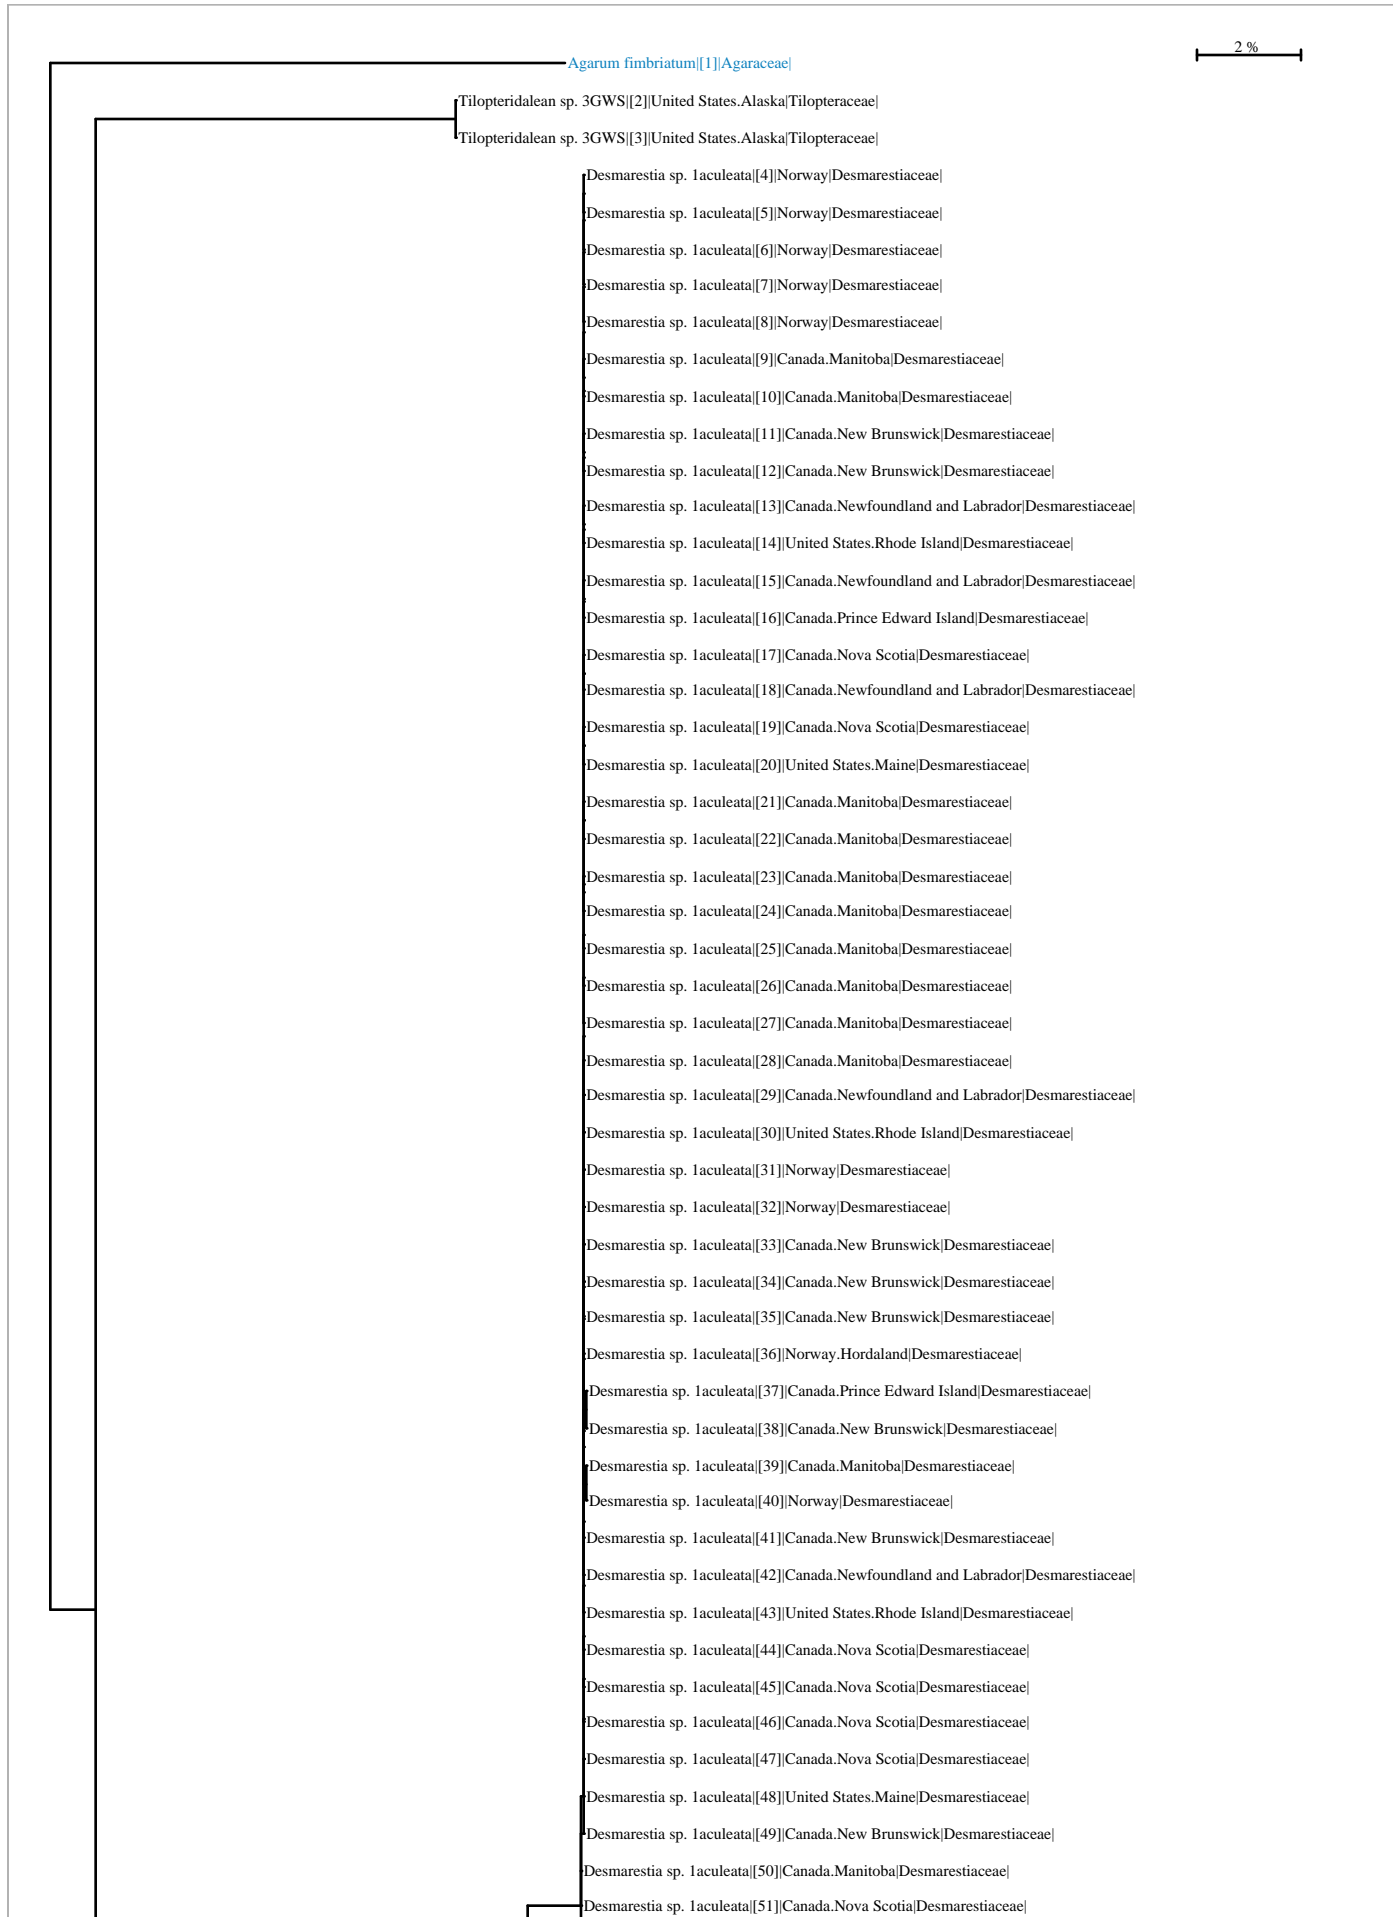 2 %
Agarum fimbriatum|[1]|Agaraceae|
Tilopteridalean sp. 3GWS|[2]|United States.Alaska|Tilopteraceae|
Tilopteridalean sp. 3GWS|[3]|United States.Alaska|Tilopteraceae|
Desmarestia sp. 1aculeata|[4]|Norway|Desmarestiaceae|
Desmarestia sp. 1aculeata|[5]|Norway|Desmarestiaceae|
Desmarestia sp. 1aculeata|[6]|Norway|Desmarestiaceae|
Desmarestia sp. 1aculeata|[7]|Norway|Desmarestiaceae|
Desmarestia sp. 1aculeata|[8]|Norway|Desmarestiaceae|
Desmarestia sp. 1aculeata|[9]|Canada.Manitoba|Desmarestiaceae|
Desmarestia sp. 1aculeata|[10]|Canada.Manitoba|Desmarestiaceae|
Desmarestia sp. 1aculeata|[11]|Canada.New Brunswick|Desmarestiaceae|
Desmarestia sp. 1aculeata|[12]|Canada.New Brunswick|Desmarestiaceae|
Desmarestia sp. 1aculeata|[13]|Canada.Newfoundland and Labrador|Desmarestiaceae|
Desmarestia sp. 1aculeata|[14]|United States.Rhode Island|Desmarestiaceae|
Desmarestia sp. 1aculeata|[15]|Canada.Newfoundland and Labrador|Desmarestiaceae|
Desmarestia sp. 1aculeata|[16]|Canada.Prince Edward Island|Desmarestiaceae|
Desmarestia sp. 1aculeata|[17]|Canada.Nova Scotia|Desmarestiaceae|
Desmarestia sp. 1aculeata|[18]|Canada.Newfoundland and Labrador|Desmarestiaceae|
Desmarestia sp. 1aculeata|[19]|Canada.Nova Scotia|Desmarestiaceae|
Desmarestia sp. 1aculeata|[20]|United States.Maine|Desmarestiaceae|
Desmarestia sp. 1aculeata|[21]|Canada.Manitoba|Desmarestiaceae|
Desmarestia sp. 1aculeata|[22]|Canada.Manitoba|Desmarestiaceae|
Desmarestia sp. 1aculeata|[23]|Canada.Manitoba|Desmarestiaceae|
Desmarestia sp. 1aculeata|[24]|Canada.Manitoba|Desmarestiaceae|
Desmarestia sp. 1aculeata|[25]|Canada.Manitoba|Desmarestiaceae|
Desmarestia sp. 1aculeata|[26]|Canada.Manitoba|Desmarestiaceae|
Desmarestia sp. 1aculeata|[27]|Canada.Manitoba|Desmarestiaceae|
Desmarestia sp. 1aculeata|[28]|Canada.Manitoba|Desmarestiaceae|
Desmarestia sp. 1aculeata|[29]|Canada.Newfoundland and Labrador|Desmarestiaceae|
Desmarestia sp. 1aculeata|[30]|United States.Rhode Island|Desmarestiaceae|
Desmarestia sp. 1aculeata|[31]|Norway|Desmarestiaceae|
Desmarestia sp. 1aculeata|[32]|Norway|Desmarestiaceae|
Desmarestia sp. 1aculeata|[33]|Canada.New Brunswick|Desmarestiaceae|
Desmarestia sp. 1aculeata|[34]|Canada.New Brunswick|Desmarestiaceae|
Desmarestia sp. 1aculeata|[35]|Canada.New Brunswick|Desmarestiaceae|
Desmarestia sp. 1aculeata|[36]|Norway.Hordaland|Desmarestiaceae|
Desmarestia sp. 1aculeata|[37]|Canada.Prince Edward Island|Desmarestiaceae|
Desmarestia sp. 1aculeata|[38]|Canada.New Brunswick|Desmarestiaceae|
Desmarestia sp. 1aculeata|[39]|Canada.Manitoba|Desmarestiaceae|
Desmarestia sp. 1aculeata|[40]|Norway|Desmarestiaceae|
Desmarestia sp. 1aculeata|[41]|Canada.New Brunswick|Desmarestiaceae|
Desmarestia sp. 1aculeata|[42]|Canada.Newfoundland and Labrador|Desmarestiaceae|
Desmarestia sp. 1aculeata|[43]|United States.Rhode Island|Desmarestiaceae|
Desmarestia sp. 1aculeata|[44]|Canada.Nova Scotia|Desmarestiaceae|
Desmarestia sp. 1aculeata|[45]|Canada.Nova Scotia|Desmarestiaceae|
Desmarestia sp. 1aculeata|[46]|Canada.Nova Scotia|Desmarestiaceae|
Desmarestia sp. 1aculeata|[47]|Canada.Nova Scotia|Desmarestiaceae|
Desmarestia sp. 1aculeata|[48]|United States.Maine|Desmarestiaceae|
Desmarestia sp. 1aculeata|[49]|Canada.New Brunswick|Desmarestiaceae|
Desmarestia sp. 1aculeata|[50]|Canada.Manitoba|Desmarestiaceae|
Desmarestia sp. 1aculeata|[51]|Canada.Nova Scotia|Desmarestiaceae|